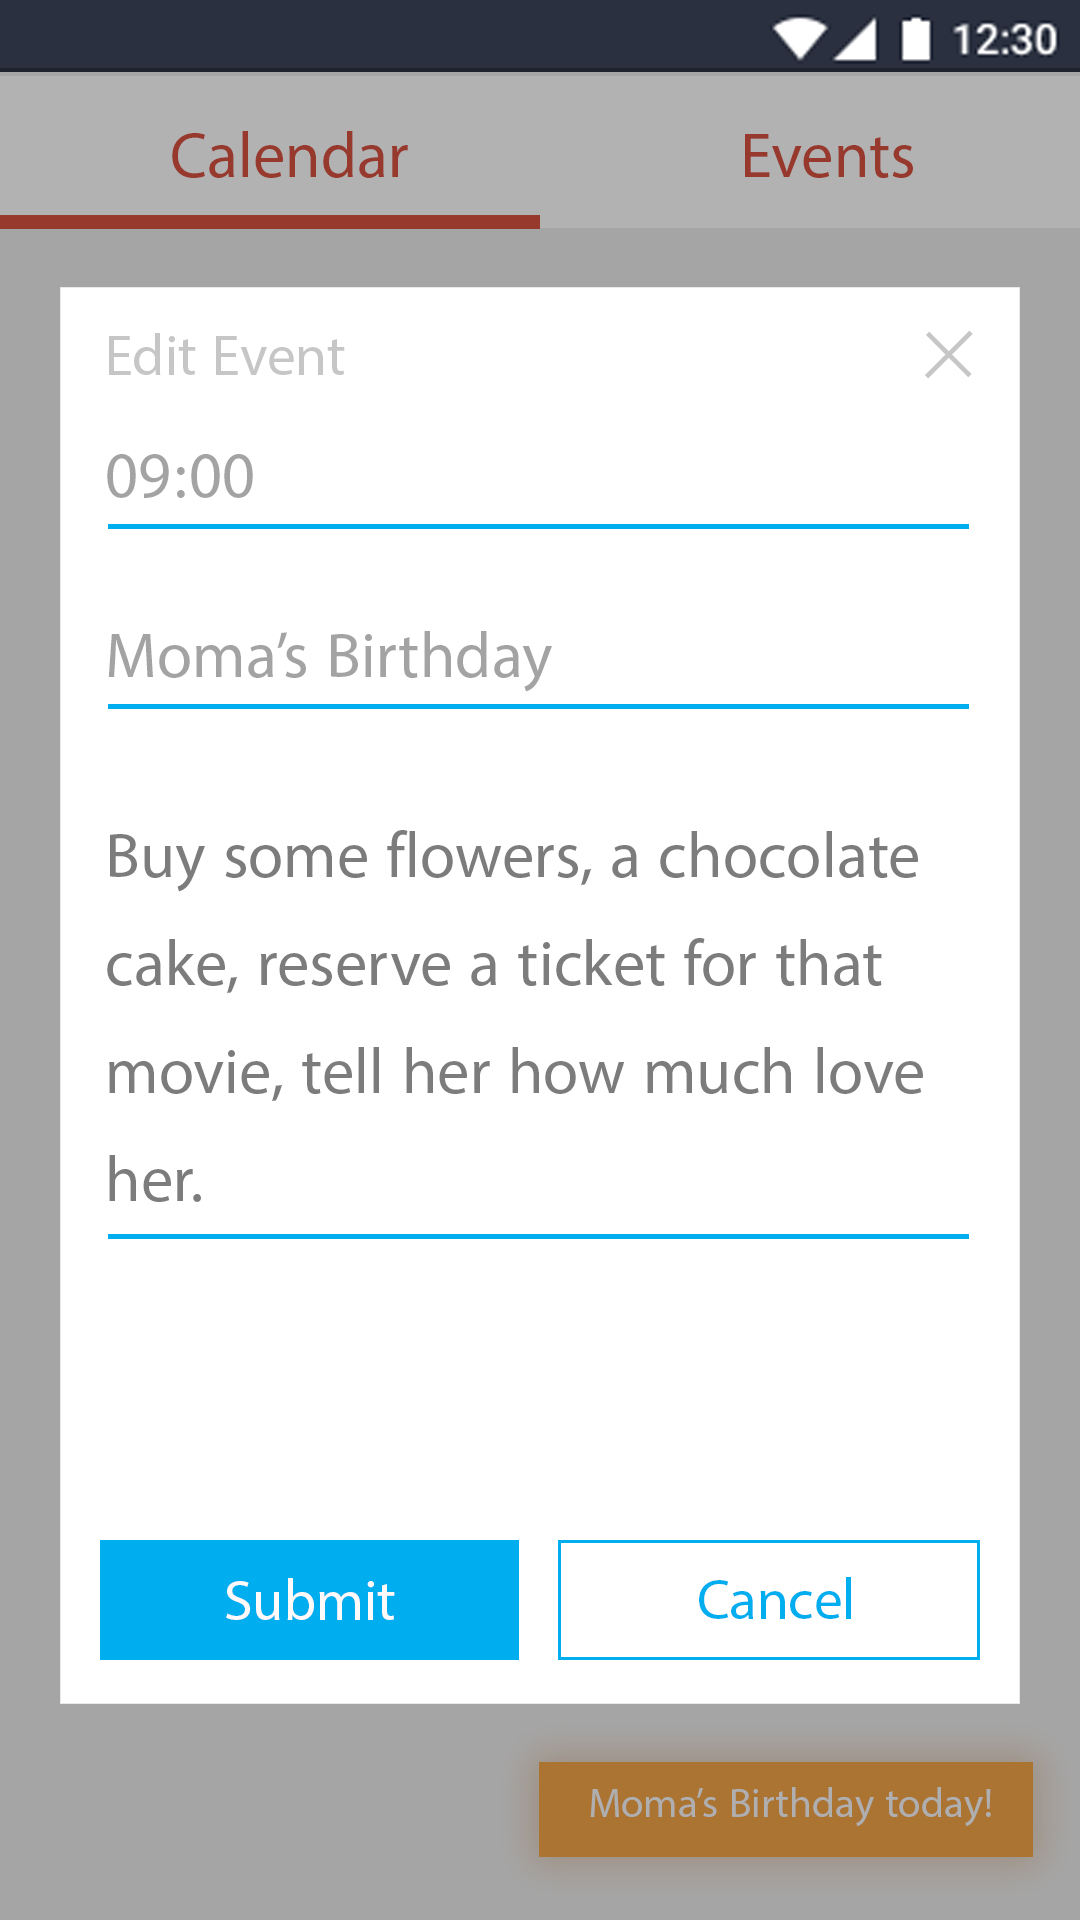 12:30
Calendar
Events
Edit Event
09:00
Moma’s Birthday
Buy some flowers, a chocolate
cake, reserve a ticket for that
movie, tell her how much love
her.
Submit
Cancel
Moma’s Birthday today!